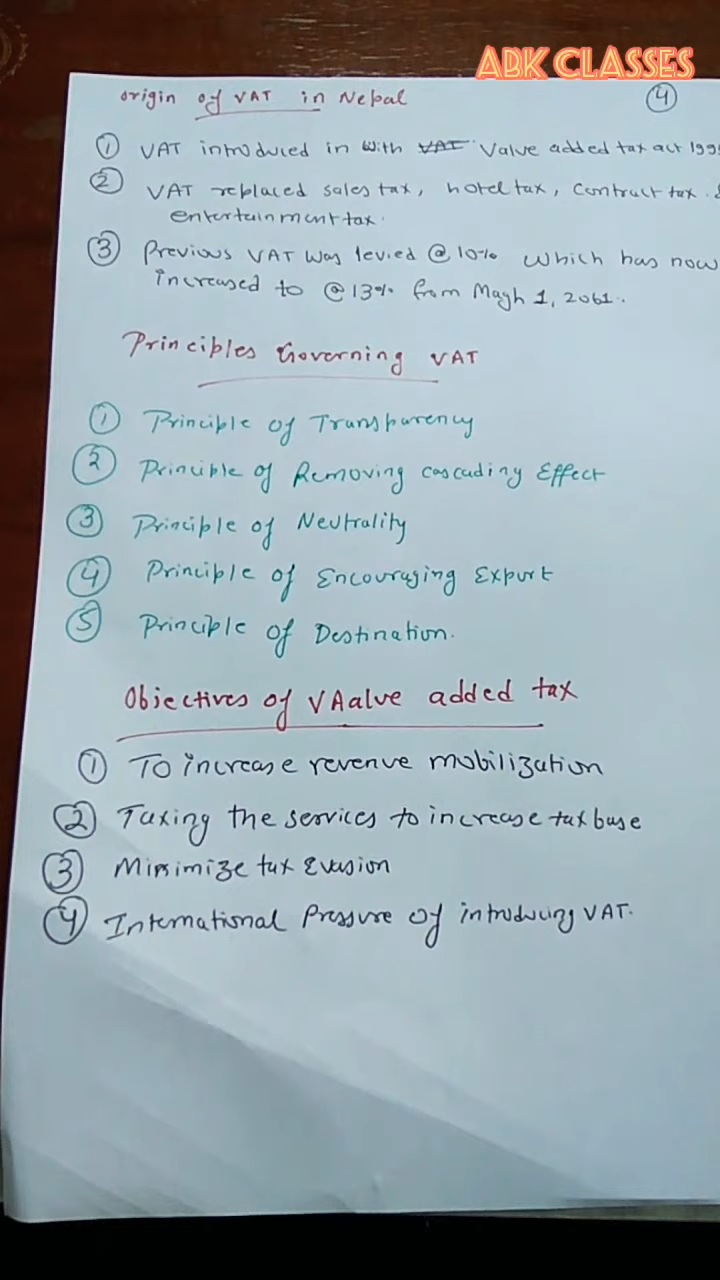 ABK CLASSES
origin of VAT in Nepal
4
① VAT introduced in with VAT Value added tax act 199
② VAT replaced sales tax, hotel tax, contract tax &
entertainment tax.
③ Previous VAT was levied @ 10% which has now
increased to @ 13% from Magh 1, 2061.
Principles Governing VAT
① Principle of Transparency
② Principle of Removing cascading Effect
③ Principle of Neutrality
④ Principle of Encouraging Export
⑤ Principle of Destination.
Objectives of VAalve added tax
① To increase revenue mobilization
② Taxing the services to increase tax base
③ Minimize tax Evasion
④ International Pressure of introducing VAT.